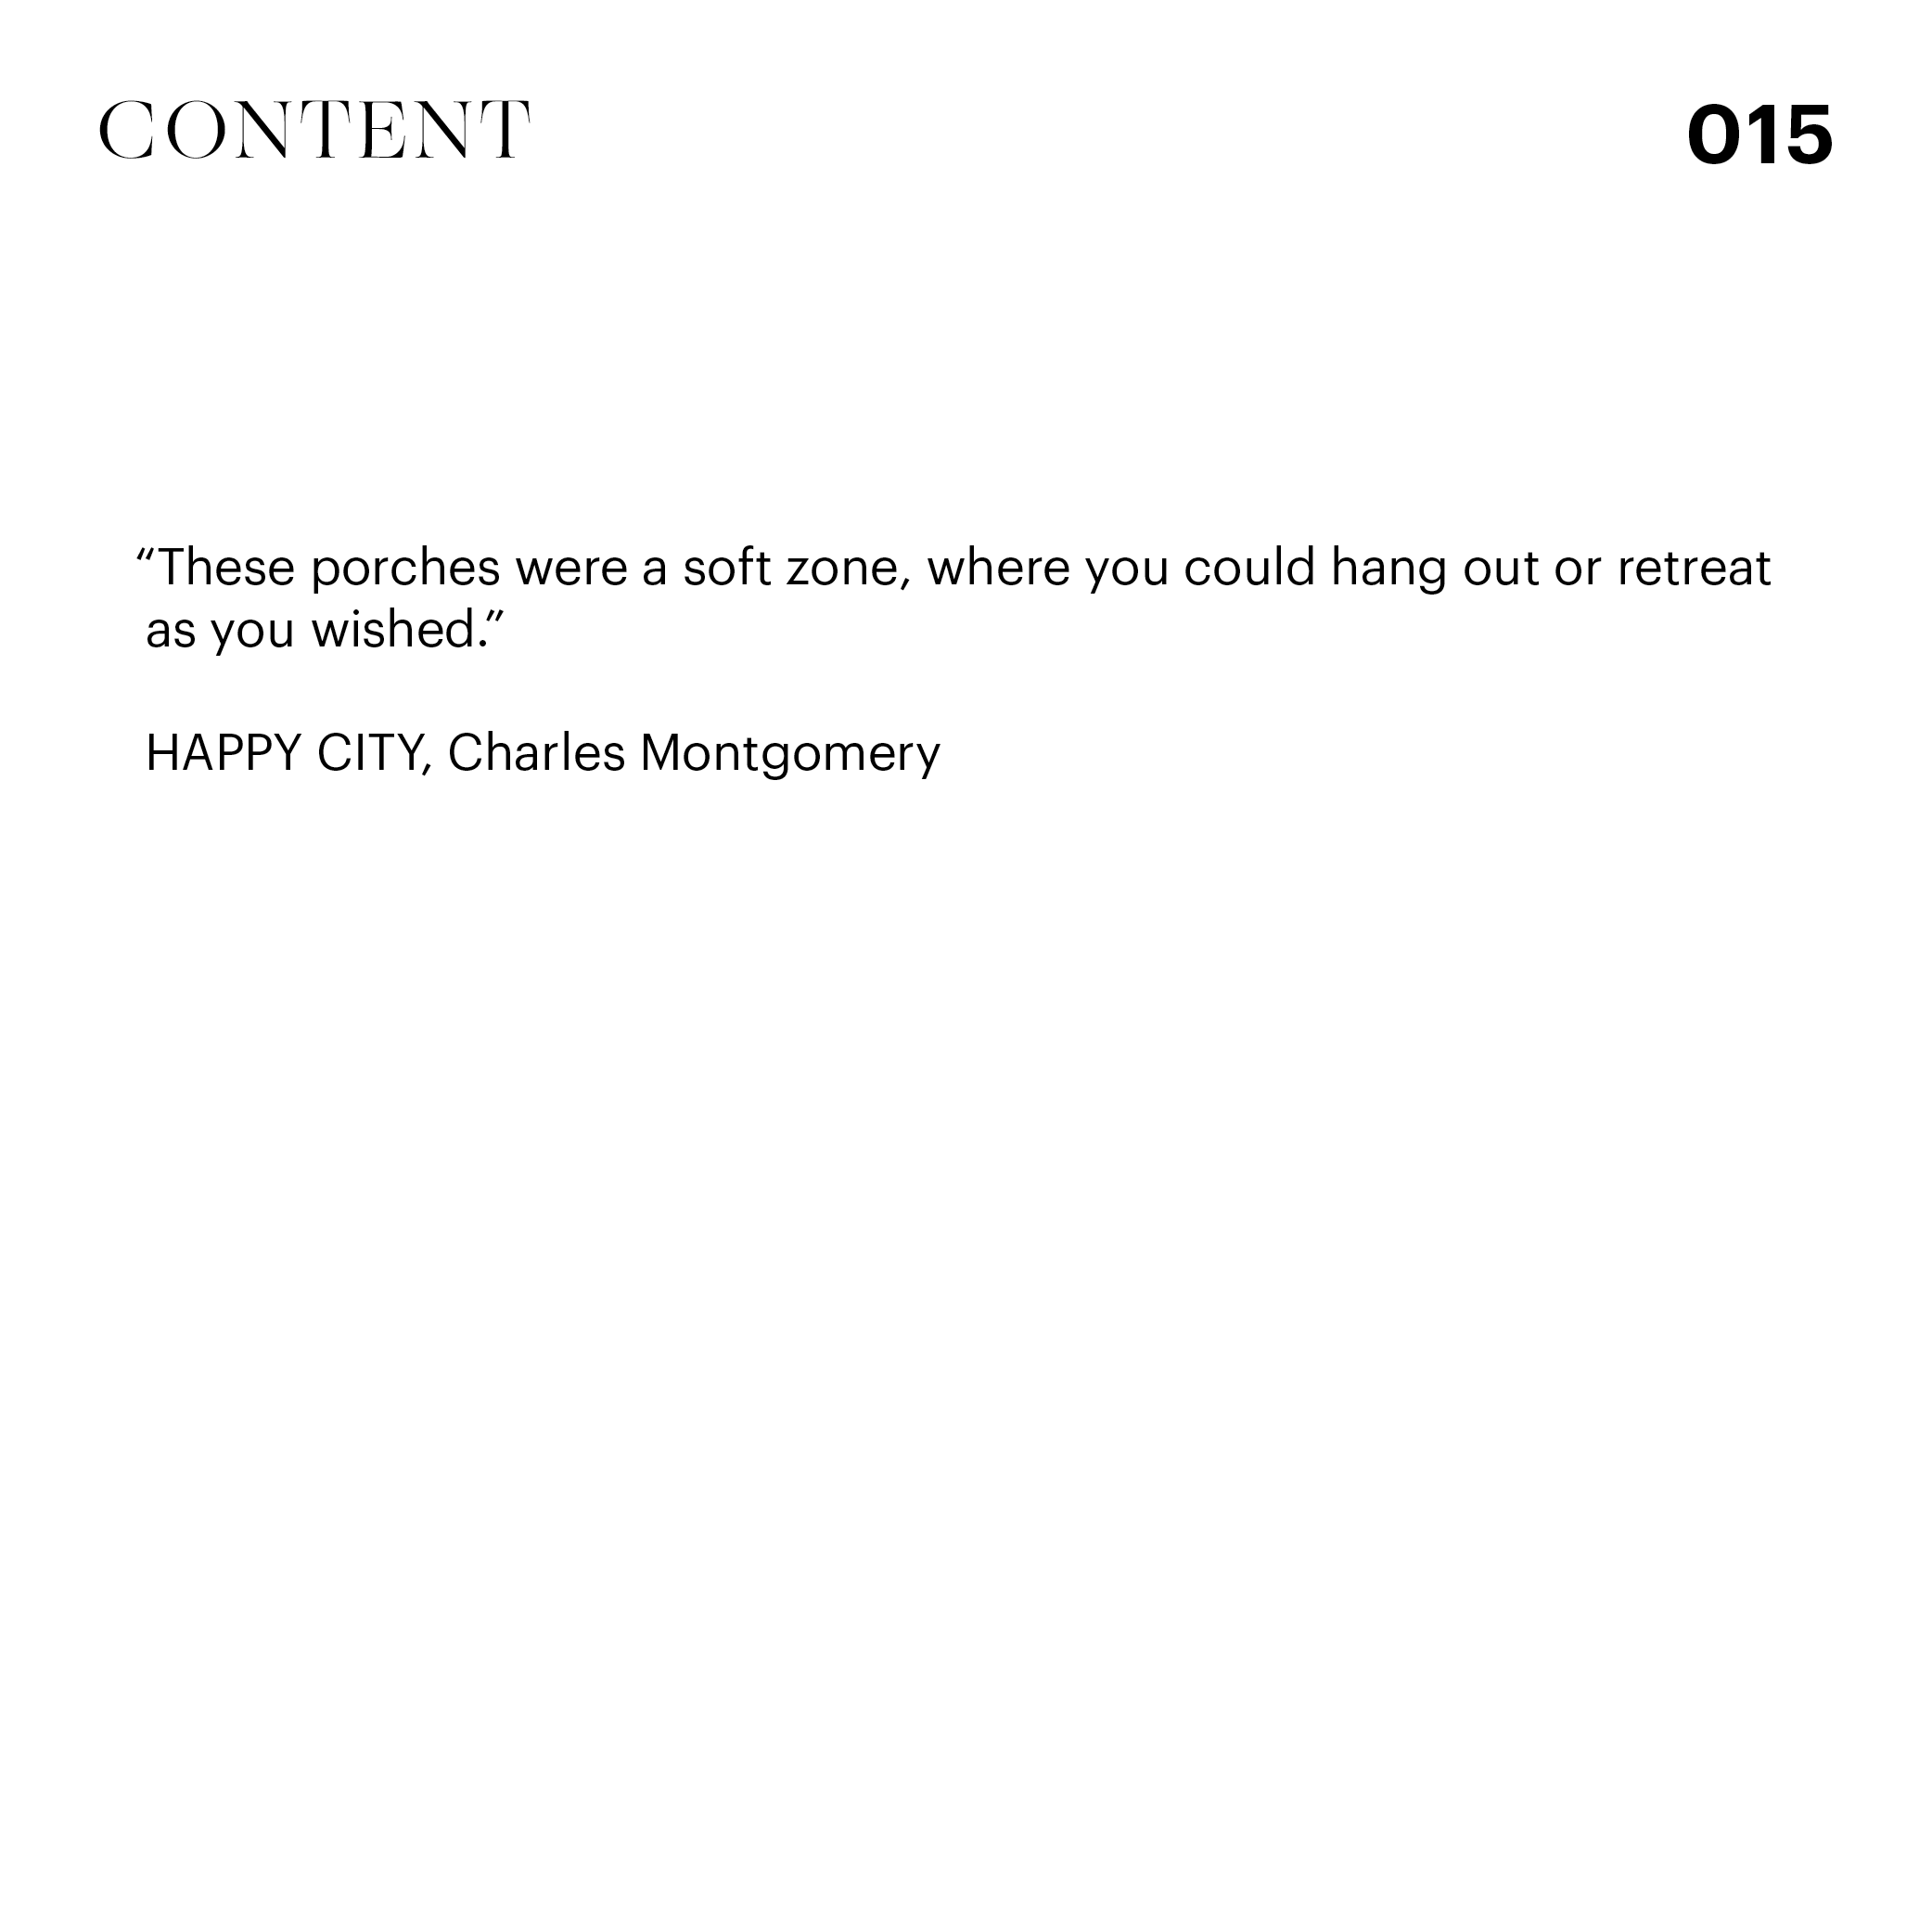 CONTENT
015
“These porches were a soft zone, where you could hang out or retreat
as you wished.”
HAPPY CITY, Charles Montgomery